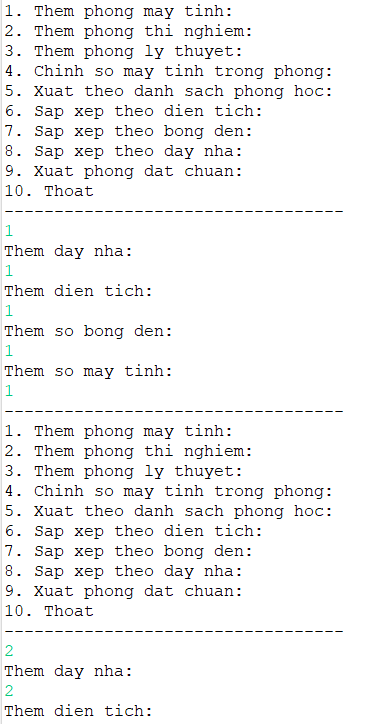 1. Them phong may tinh:
2. Them phong thi nghiem:
3. Them phong ly thuyet:
4. Chinh so may tinh trong phong:
5. Xuat theo danh sach phong hoc:
6. Sap xep theo dien tich:
7. Sap xep theo bong den:
8. Sap xep theo day nha:
9. Xuat phong dat chuan:
10. Thoat
----------------------------------
1
Them day nha:
1
Them dien tich:
1
Them so bong den:
1
Them so may tinh:
1
----------------------------------
1. Them phong may tinh:
2. Them phong thi nghiem:
3. Them phong ly thuyet:
4. Chinh so may tinh trong phong:
5. Xuat theo danh sach phong hoc:
6. Sap xep theo dien tich:
7. Sap xep theo bong den:
8. Sap xep theo day nha:
9. Xuat phong dat chuan:
10. Thoat
----------------------------------
2
Them day nha:
2
Them dien tich: